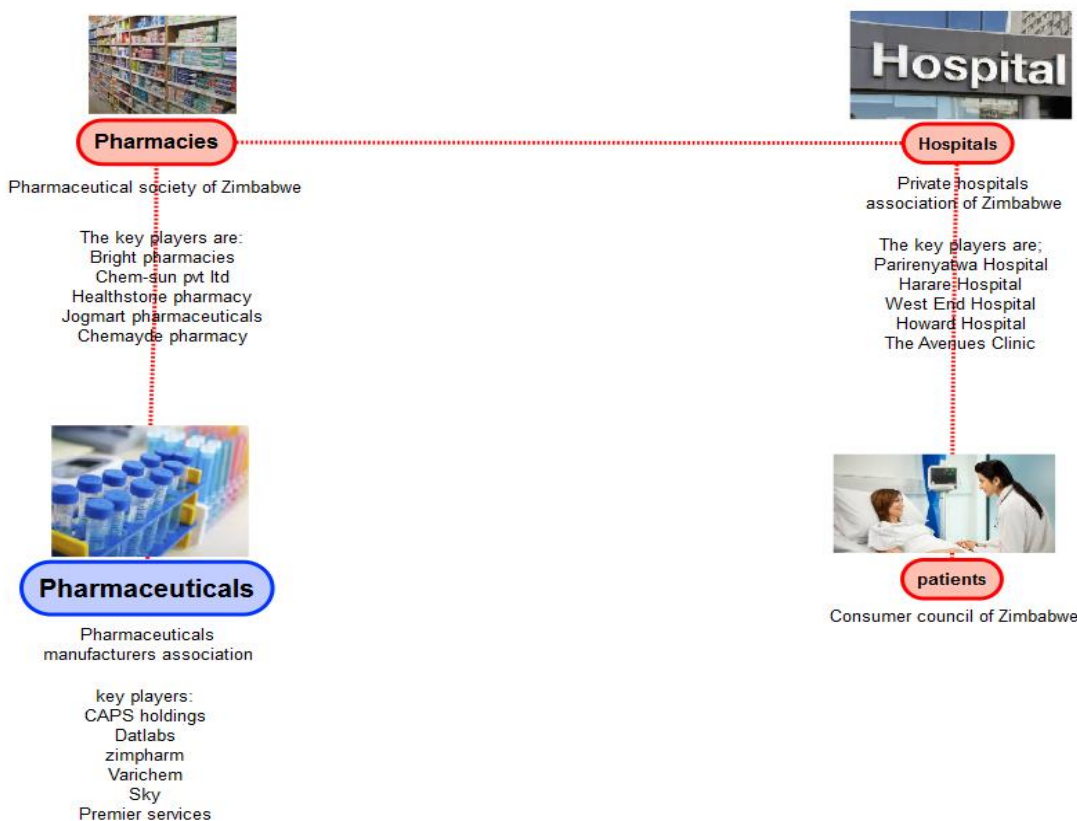 Hospital
Pharmacies
Hospitals
Pharmaceutical society of Zimbabwe
The key players are:
Bright pharmacies
Chem-sun pvt ltd
Healthstone pharmacy
Jogmart pharmaceuticals
Chemayde pharmacy
Private hospitals
association of Zimbabwe
The key players are;
Parirenyatwa Hospital
Harare Hospital
West End Hospital
Howard Hospital
The Avenues Clinic
Pharmaceuticals
Pharmaceuticals
manufacturers association
key players:
CAPS holdings
Datlabs
zimpharm
Varichem
Sky
Premier services
patients
Consumer council of Zimbabwe